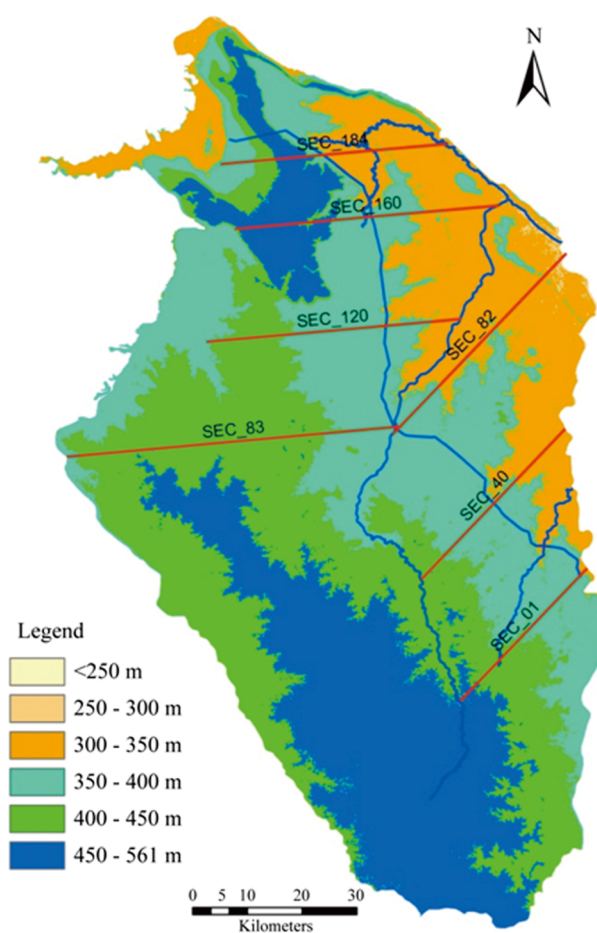 N
SEC_184
SEC_160
SEC_120
SEC_82
SEC_83
SEC_40
SEC_01
Legend
<250 m
250 - 300 m
300 - 350 m
350 - 400 m
400 - 450 m
450 - 561 m
0 5 10 20 30
Kilometers